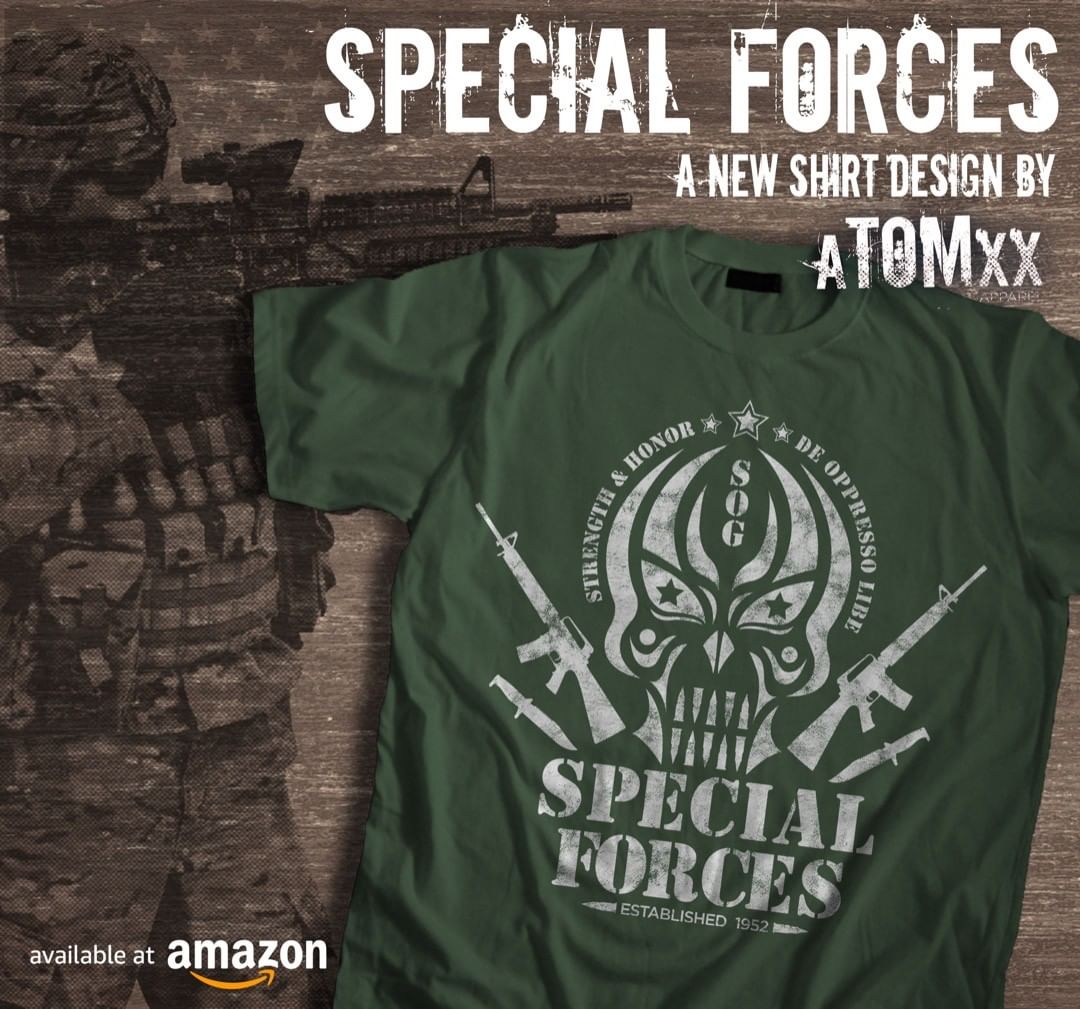 SPECIAL FORCES
A NEW SHIRT DESIGN BY
ATOMXX
APPAREL
STRENGTH & HONOR
DE OPPRESSO LIBE
SOG
SPECIAL
FORCES
ESTABLISHED 1952
available at amazon